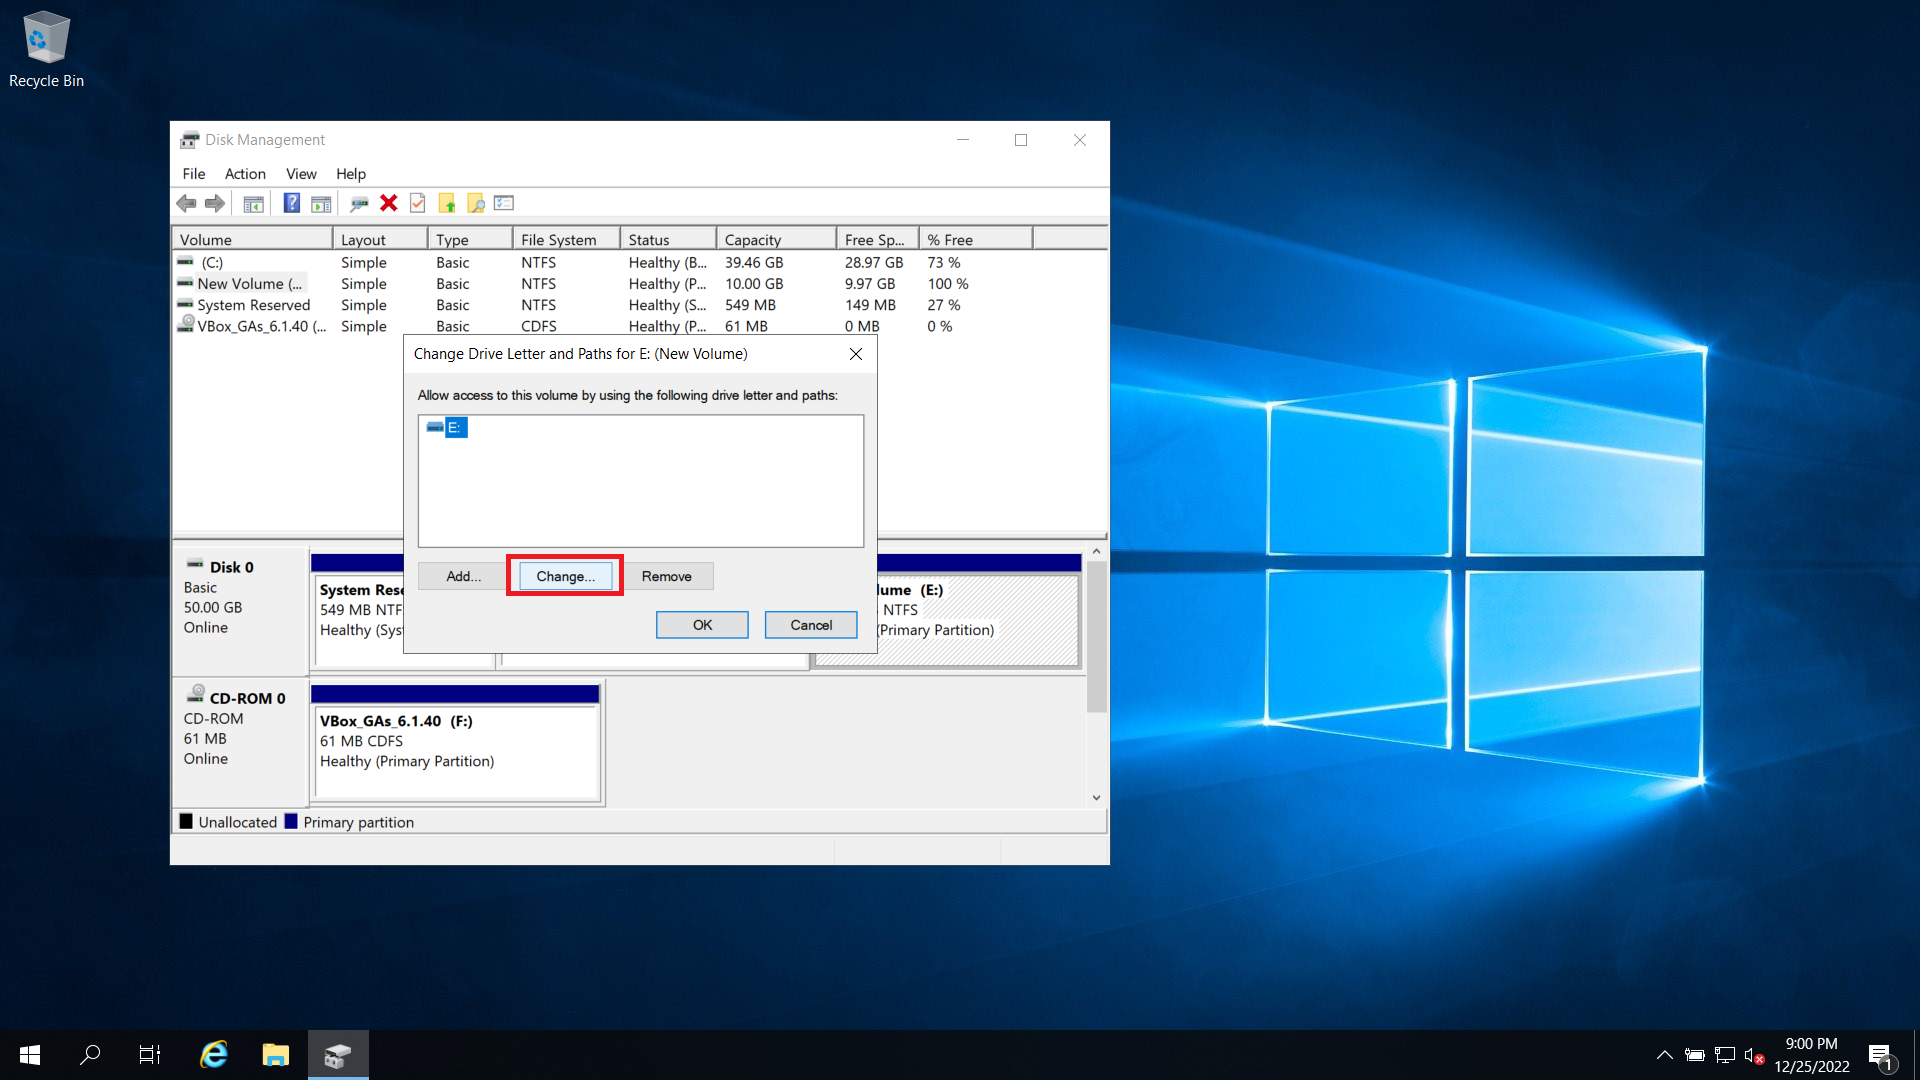 Recycle Bin
Disk Management
File Action View Help
Volume Layout Type File System Status Capacity Free Sp... % Free
(C:) Simple Basic NTFS Healthy (B... 39.46 GB 28.97 GB 73 %
New Volume (... Simple Basic NTFS Healthy (P... 10.00 GB 9.97 GB 100 %
System Reserved Simple Basic NTFS Healthy (S... 549 MB 149 MB 27 %
VBox_GAs_6.1.40 (... Simple Basic CDFS Healthy (P... 61 MB 0 MB 0 %
Change Drive Letter and Paths for E: (New Volume)
Allow access to this volume by using the following drive letter and paths:
E:
Add... Change... Remove
OK Cancel
Disk 0
Basic
50.00 GB
Online
System Rese
549 MB NTF
Healthy (Syst
lume (E:)
NTFS
(Primary Partition)
CD-ROM 0
CD-ROM
61 MB
Online
VBox_GAs_6.1.40 (F:)
61 MB CDFS
Healthy (Primary Partition)
Unallocated Primary partition
9:00 PM
12/25/2022
1